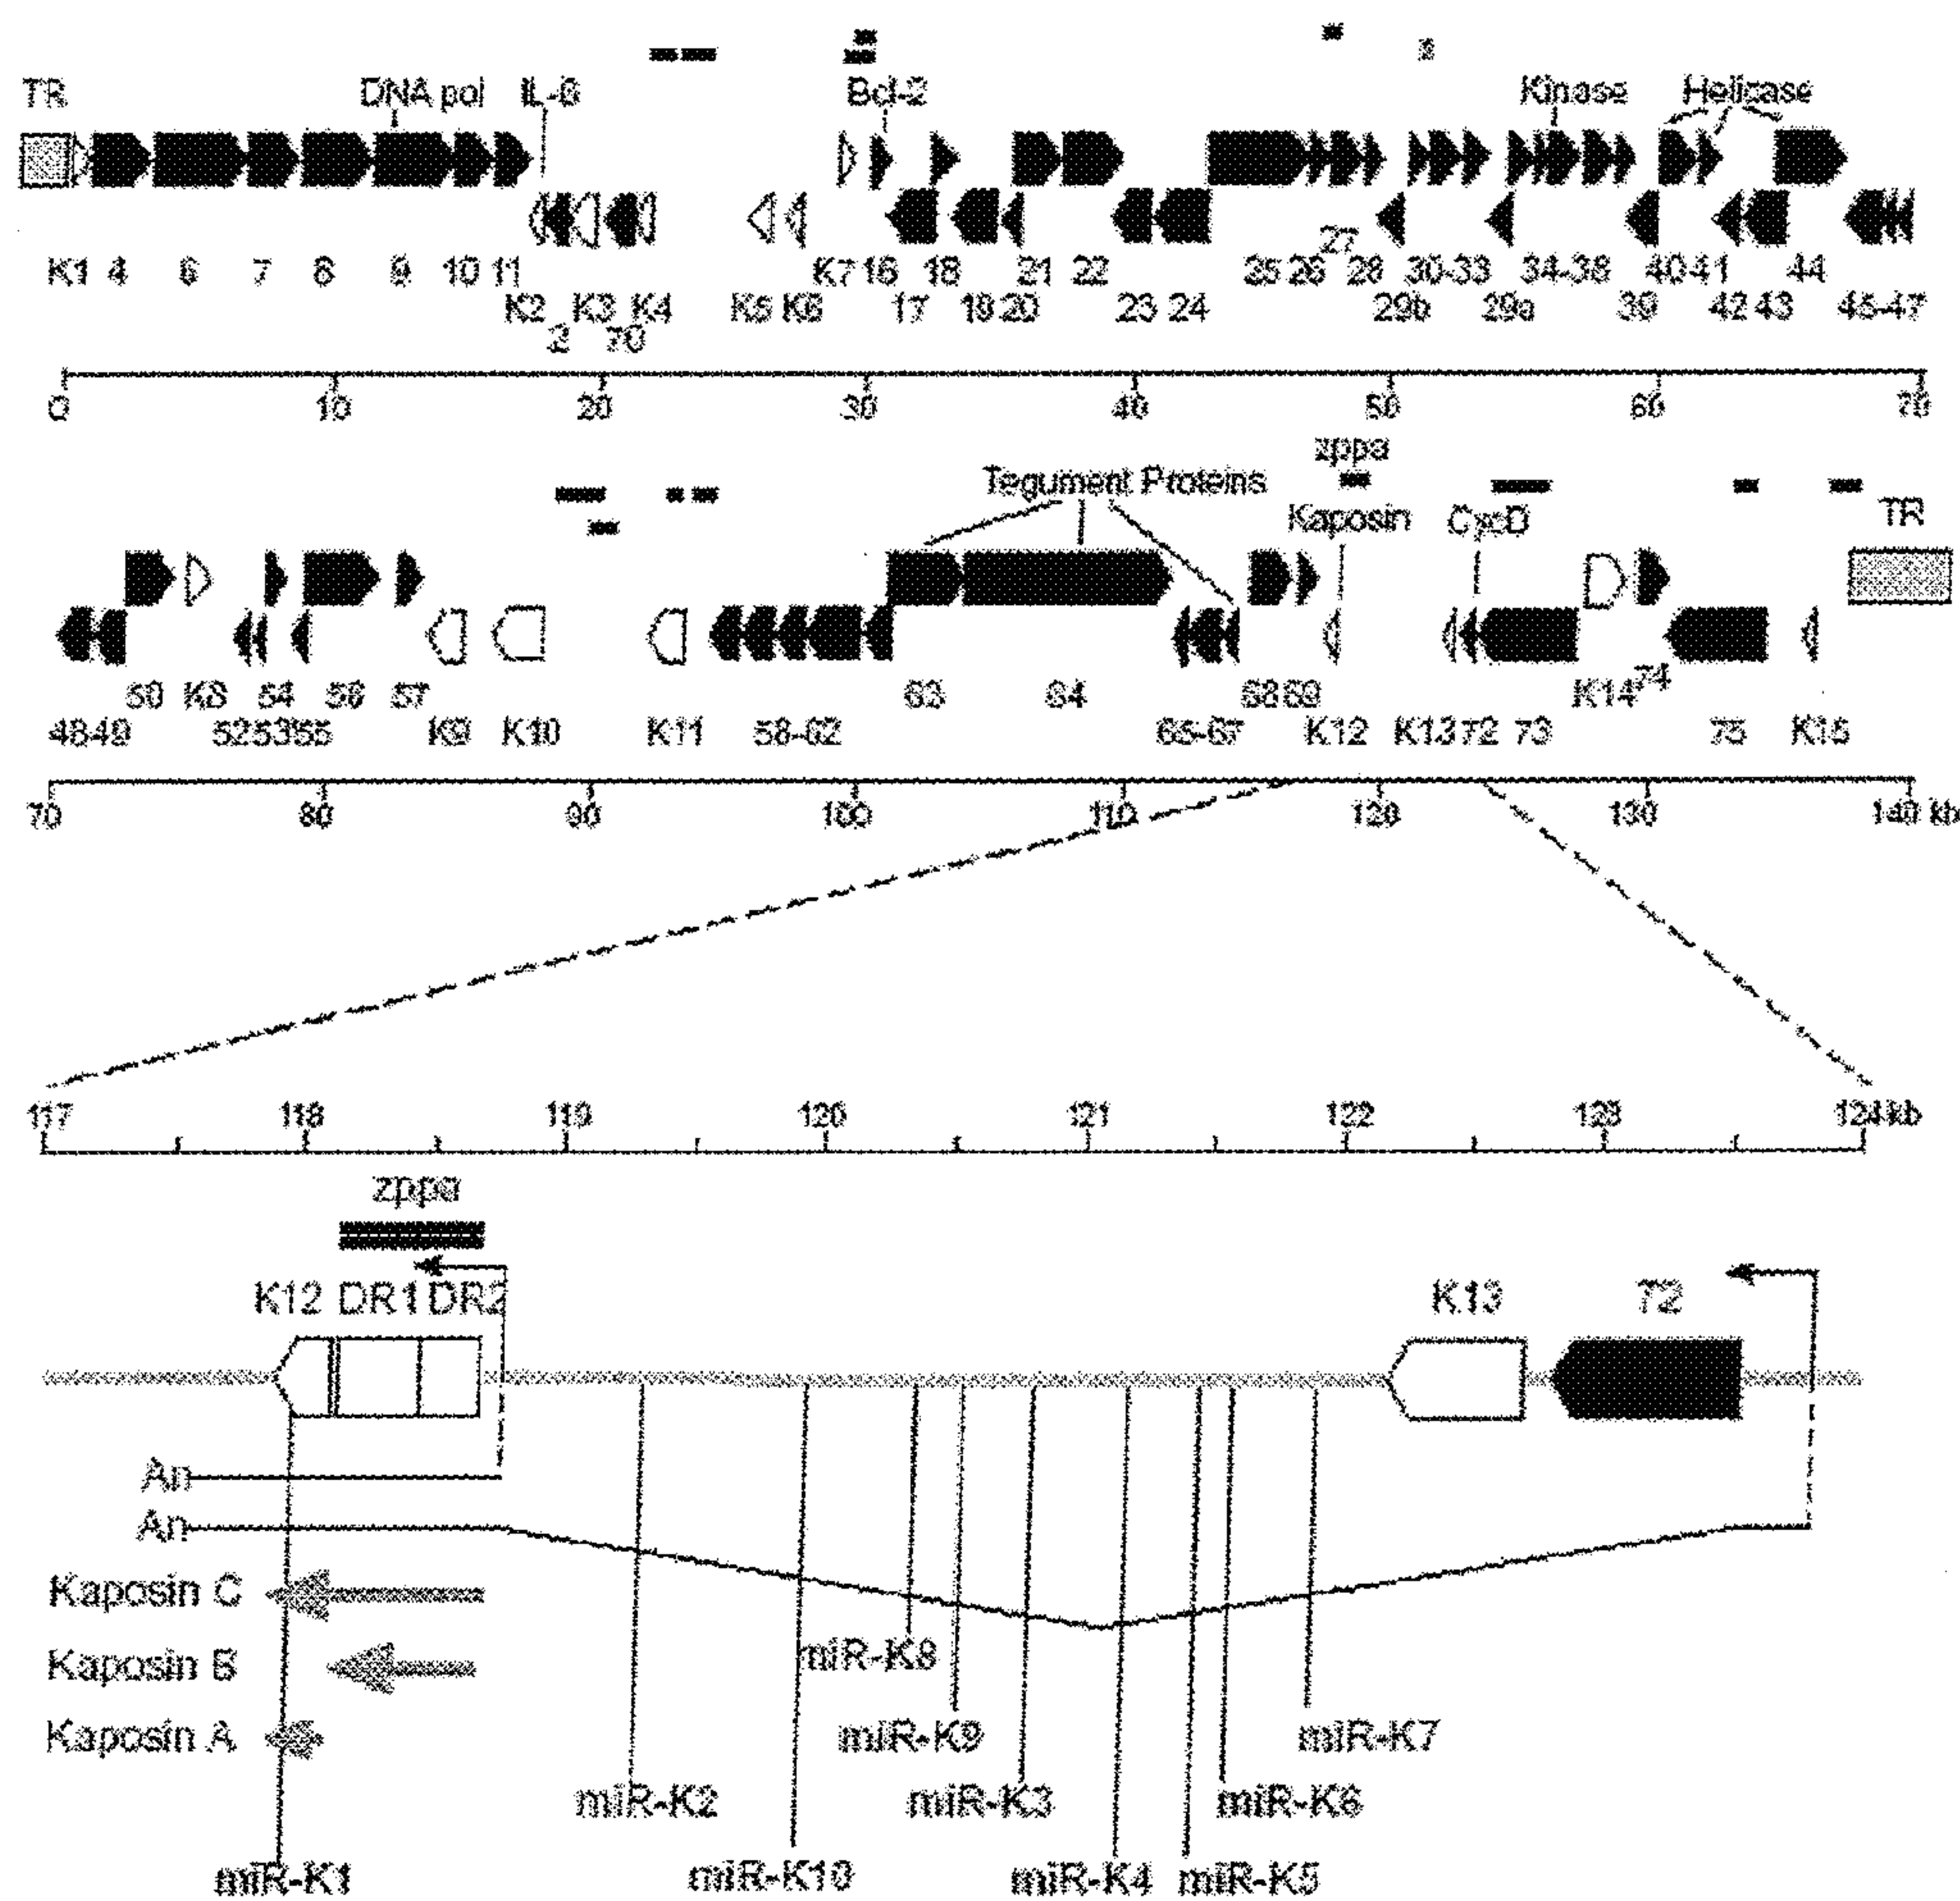 TR DNA pol IL-6 Bcl-2 Kinase Helicase
27
K1 4 6 7 8 9 10 11 K7 16 18 21 22 25 26 28 30-33 34-38 40 41 44
K2 K3 K4 K5 K6 17 19 20 23 24 29b 29a 39 42 43 45-47
2 70
0 10 20 30 40 50 60 70
zppa
Tegument Proteins
Kaposin CycD TR
50 K8 54 56 57 63 64 68 69 K14 74
48 49 52 53 55 K9 K10 K11 58-62 65-67 K12 K13 72 73 75 K15
70 80 90 100 110 120 130 140 kb
117 118 119 120 121 122 123 124 kb
zppa
K12 DR1 DR2 K13 72
An
An
Kaposin C
miR-K8
Kaposin B
Kaposin A miR-K9 miR-K7
miR-K2 miR-K3 miR-K6
miR-K1 miR-K10 miR-K4 miR-K5